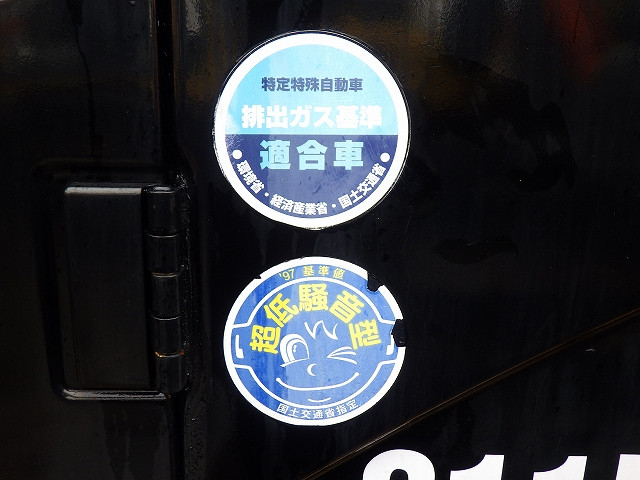 特定特殊自動車
排出ガス基準
適合車
●環境省・経済産業省・国土交通省●
'97 基準値
超低騒音型
国土交通省指定